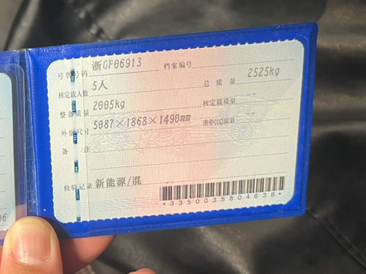 号牌号码 浙GF06913 档案编号
核定载人数 5人 总质量 2525kg
整备质量 2005kg 核定载质量 --
外廓尺寸 5087×1868×1490mm 准牵引总质量 --
备注
检验记录 新能源/混
*3350035804638*